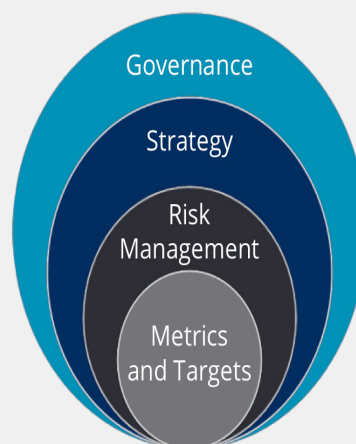 Governance
Strategy
Risk
Management
Metrics
and Targets